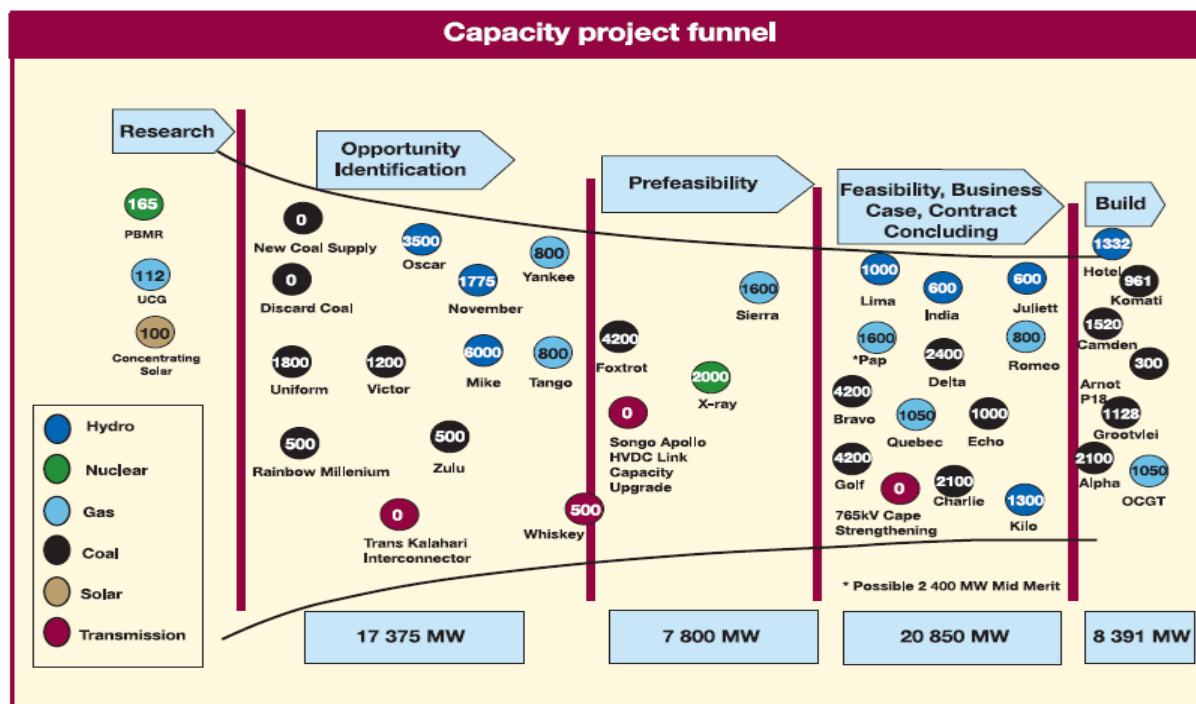 Capacity project funnel
Research
Opportunity
Identification
Prefeasibility
Feasibility, Business
Case, Contract
Concluding
Build
165
PBMR
112
UCG
100
Concentrating
Solar
Hydro
Nuclear
Gas
Coal
Solar
Transmission
0
New Coal Supply
3500
Oscar
800
Yankee
0
Discard Coal
1775
November
1800
Uniform
1200
Victor
6000
Mike
800
Tango
500
Rainbow Millenium
500
Zulu
0
Trans Kalahari
Interconnector
500
Whiskey
1600
Sierra
4200
Foxtrot
2000
X-ray
0
Songo Apollo
HVDC Link
Capacity
Upgrade
1000
Lima
600
India
600
Juliett
1600
*Pap
2400
Delta
800
Romeo
4200
Bravo
1050
Quebec
1000
Echo
4200
Golf
0
765kV Cape
Strengthening
2100
Charlie
1300
Kilo
* Possible 2 400 MW Mid Merit
1332
Hotel
961
Komati
1520
Camden
300
Arnot
P18
1128
Grootvlei
2100
Alpha
1050
OCGT
17 375 MW
7 800 MW
20 850 MW
8 391 MW